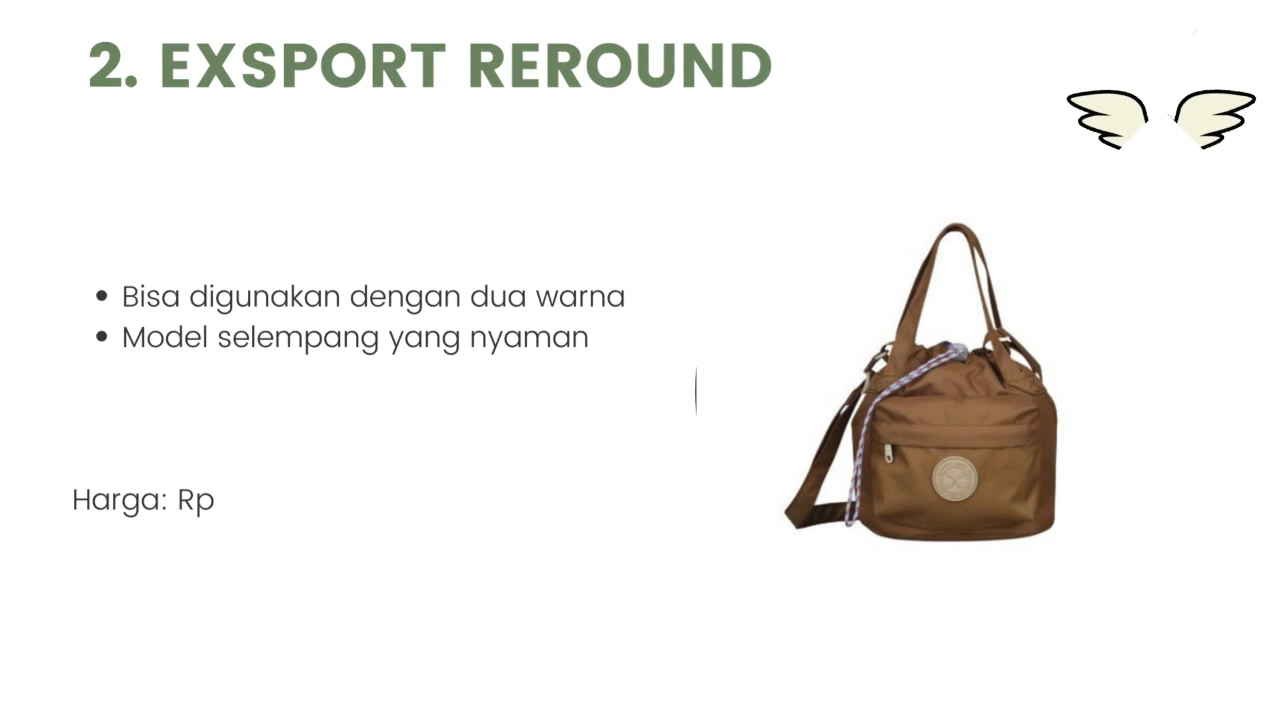 2. EXSPORT REROUND
• Bisa digunakan dengan dua warna
• Model selempang yang nyaman
Harga: Rp